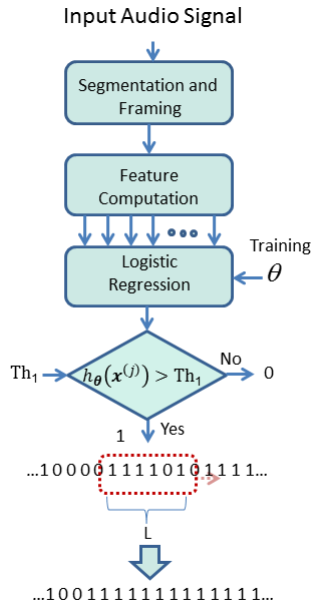 Input Audio Signal
Segmentation and
Framing
Feature
Computation
Logistic
Regression
Training
θ
Th₁
h_θ(x^(j)) > Th₁
No
0
Yes
1
...1 0 0 0 0 1 1 1 1 0 1 0 1 1 1 1...
L
...1 0 0 1 1 1 1 1 1 1 1 1 1 1 1 1 1...